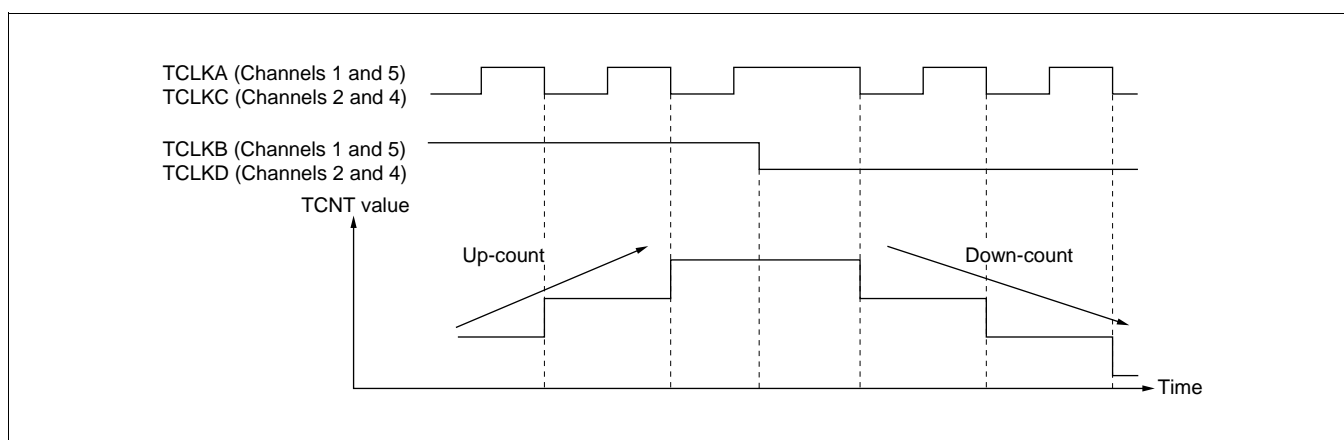 TCLKA (Channels 1 and 5)
TCLKC (Channels 2 and 4)
TCLKB (Channels 1 and 5)
TCLKD (Channels 2 and 4)
TCNT value
Up-count
Down-count
Time